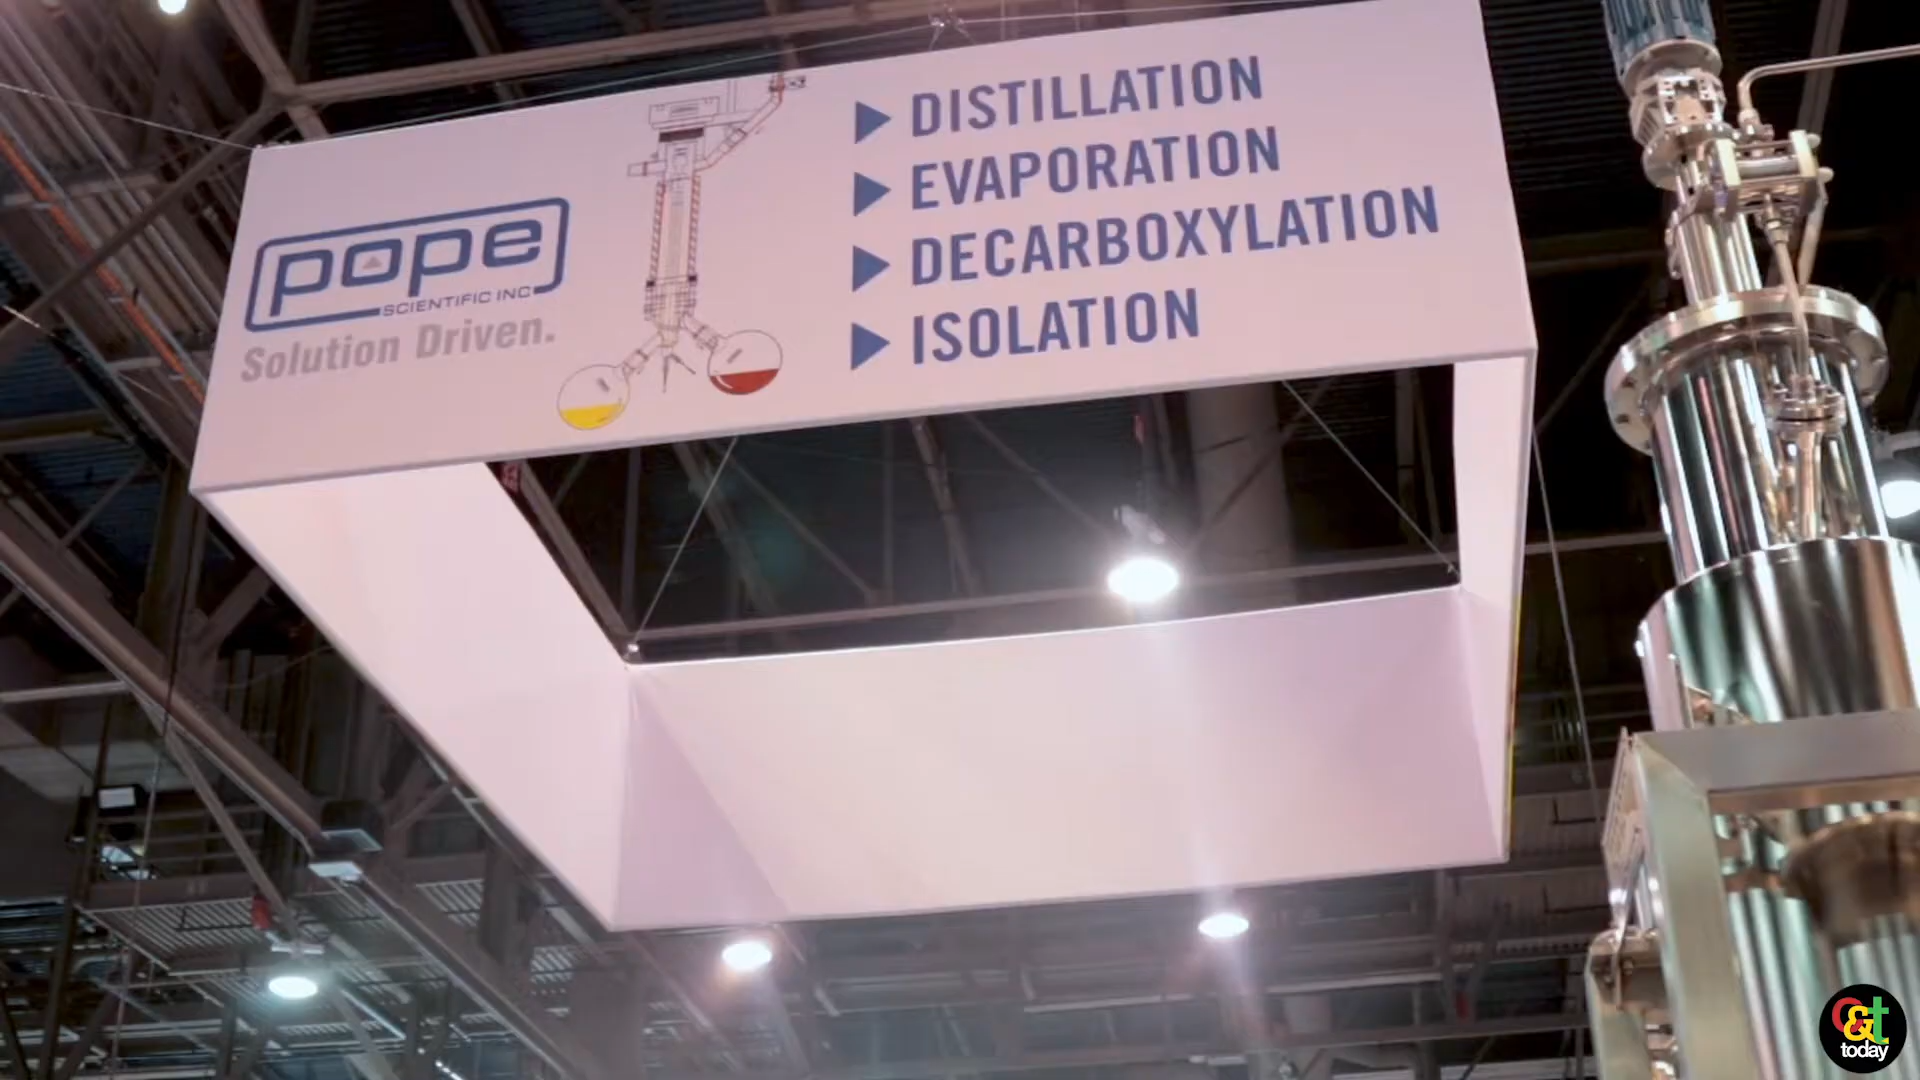 pope
SCIENTIFIC INC
Solution Driven.
DISTILLATION
EVAPORATION
DECARBOXYLATION
ISOLATION
c&t
today